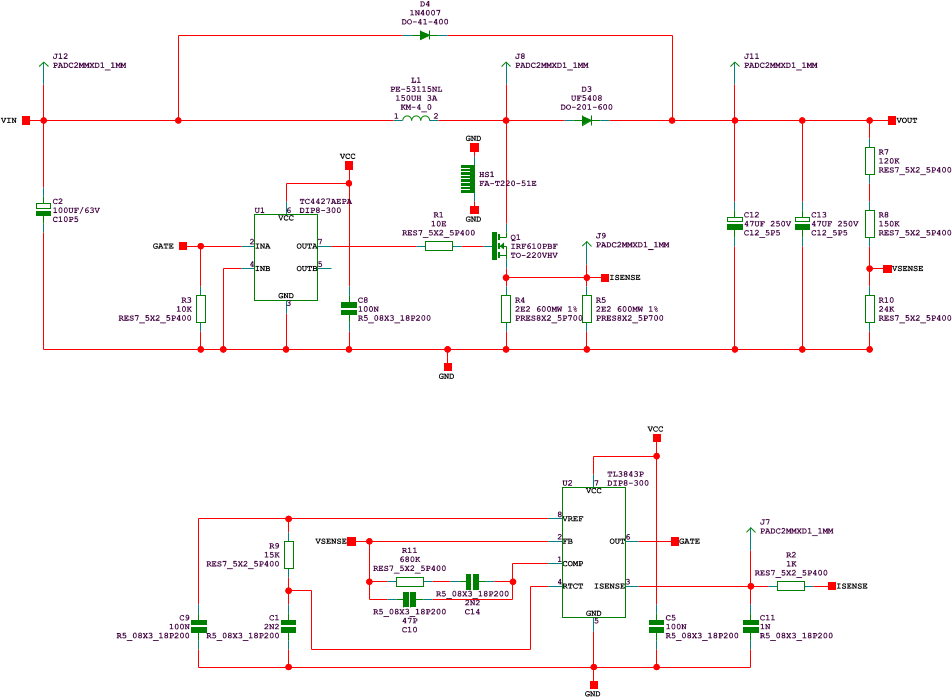 D4
1N4007
DO-41-400
J12
PADC2MMXD1_1MM
J8
PADC2MMXD1_1MM
J11
PADC2MMXD1_1MM
L1
PE-53115NL
150UH 3A
KM-4_0
1 2
D3
UF5408
DO-201-600
VIN
VOUT
GND
HS1
FA-T220-51E
GND
VCC
R7
120K
RES7_5X2_5P400
C2
100UF/63V
C10P5
U1
TC4427AEPA
DIP8-300
6
VCC
GATE
2
INA
OUTA
7
4
INB
OUTB
5
GND
3
R1
10E
RES7_5X2_5P400
Q1
IRF610PBF
TO-220VHV
J9
PADC2MMXD1_1MM
ISENSE
C12
47UF 250V
C12_5P5
C13
47UF 250V
C12_5P5
R8
150K
RES7_5X2_5P400
VSENSE
R3
10K
RES7_5X2_5P400
C8
100N
R5_08X3_18P200
R4
2E2 600MW 1%
PRES8X2_5P700
R5
2E2 600MW 1%
PRES8X2_5P700
R10
24K
RES7_5X2_5P400
GND
VCC
U2
TL3843P
DIP8-300
7
VCC
8
VREF
VSENSE
2
FB
OUT
6
GATE
1
COMP
4
RTCT
ISENSE
3
GND
5
R9
15K
RES7_5X2_5P400
R11
680K
RES7_5X2_5P400
R5_08X3_18P200
2N2
C14
R5_08X3_18P200
47P
C10
J7
PADC2MMXD1_1MM
R2
1K
RES7_5X2_5P400
ISENSE
C9
100N
R5_08X3_18P200
C1
2N2
R5_08X3_18P200
C5
100N
R5_08X3_18P200
C11
1N
R5_08X3_18P200
GND